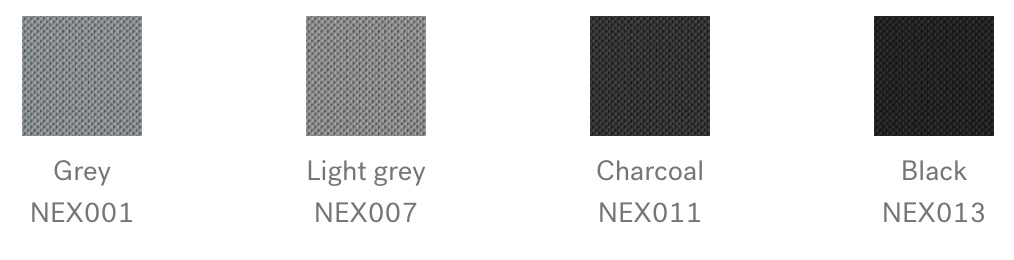 Grey
NEX001
Light grey
NEX007
Charcoal
NEX011
Black
NEX013